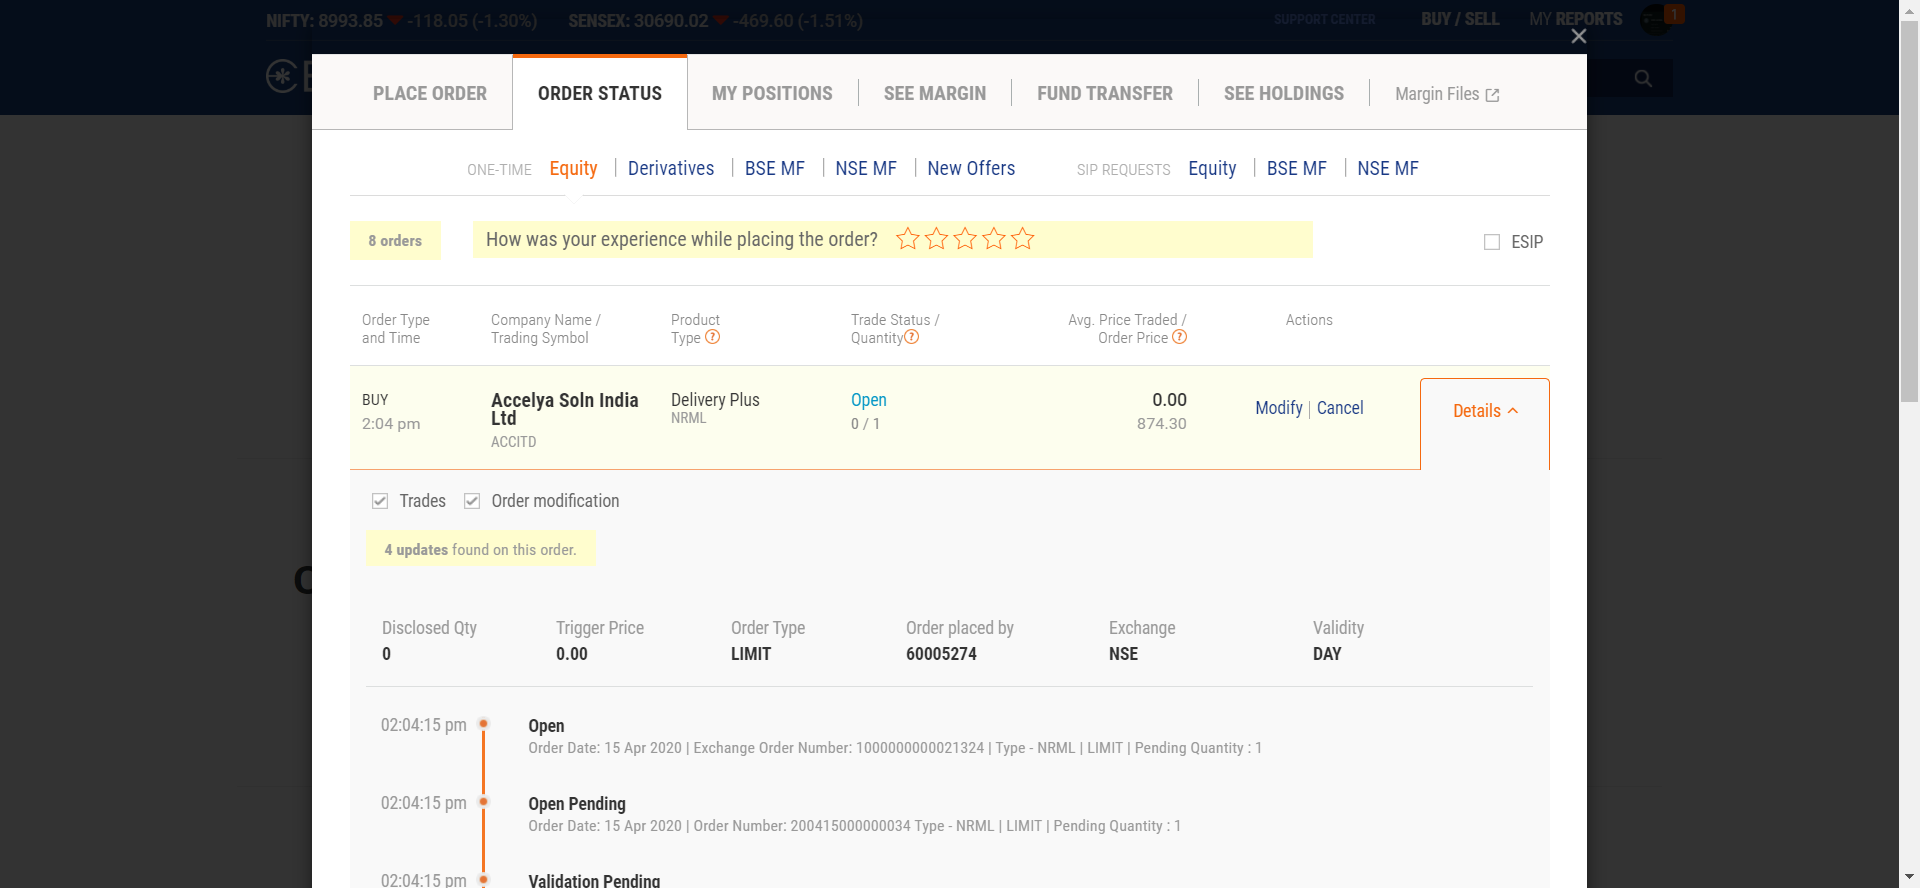 NIFTY: 8993.85 -118.05 (-1.30%) SENSEX: 30690.02 -469.60 (-1.51%) SUPPORT CENTER BUY / SELL MY REPORTS 1
PLACE ORDER ORDER STATUS MY POSITIONS SEE MARGIN FUND TRANSFER SEE HOLDINGS Margin Files
ONE-TIME Equity Derivatives BSE MF NSE MF New Offers SIP REQUESTS Equity BSE MF NSE MF
8 orders How was your experience while placing the order? ESIP
Order Type Company Name / Product Trade Status / Avg. Price Traded / Actions
and Time Trading Symbol Type ? Quantity ? Order Price ?
BUY Accelya Soln India Delivery Plus Open 0.00 Modify | Cancel Details
Ltd
2:04 pm NRML 0 / 1 874.30
ACCITD
Trades Order modification
4 updates found on this order.
Disclosed Qty Trigger Price Order Type Order placed by Exchange Validity
0 0.00 LIMIT 60005274 NSE DAY
02:04:15 pm Open
Order Date: 15 Apr 2020 | Exchange Order Number: 1000000000021324 | Type - NRML | LIMIT | Pending Quantity : 1
02:04:15 pm Open Pending
Order Date: 15 Apr 2020 | Order Number: 200415000000034 Type - NRML | LIMIT | Pending Quantity : 1
02:04:15 pm Validation Pending